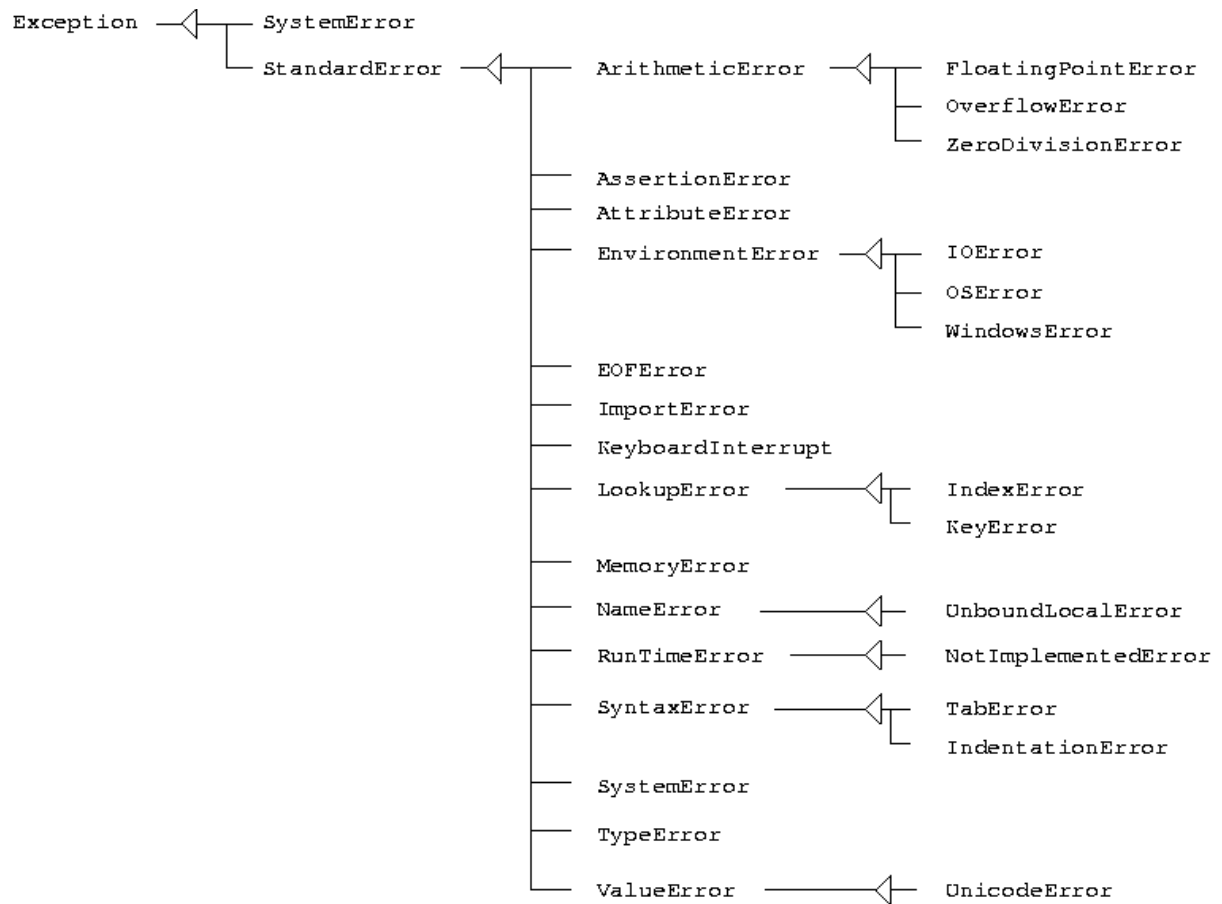 Exception SystemError
StandardError ArithmeticError FloatingPointError
OverflowError
ZeroDivisionError
AssertionError
AttributeError
EnvironmentError IOError
OSError
WindowsError
EOFError
ImportError
KeyboardInterrupt
LookupError IndexError
KeyError
MemoryError
NameError UnboundLocalError
RunTimeError NotImplementedError
SyntaxError TabError
IndentationError
SystemError
TypeError
ValueError UnicodeError